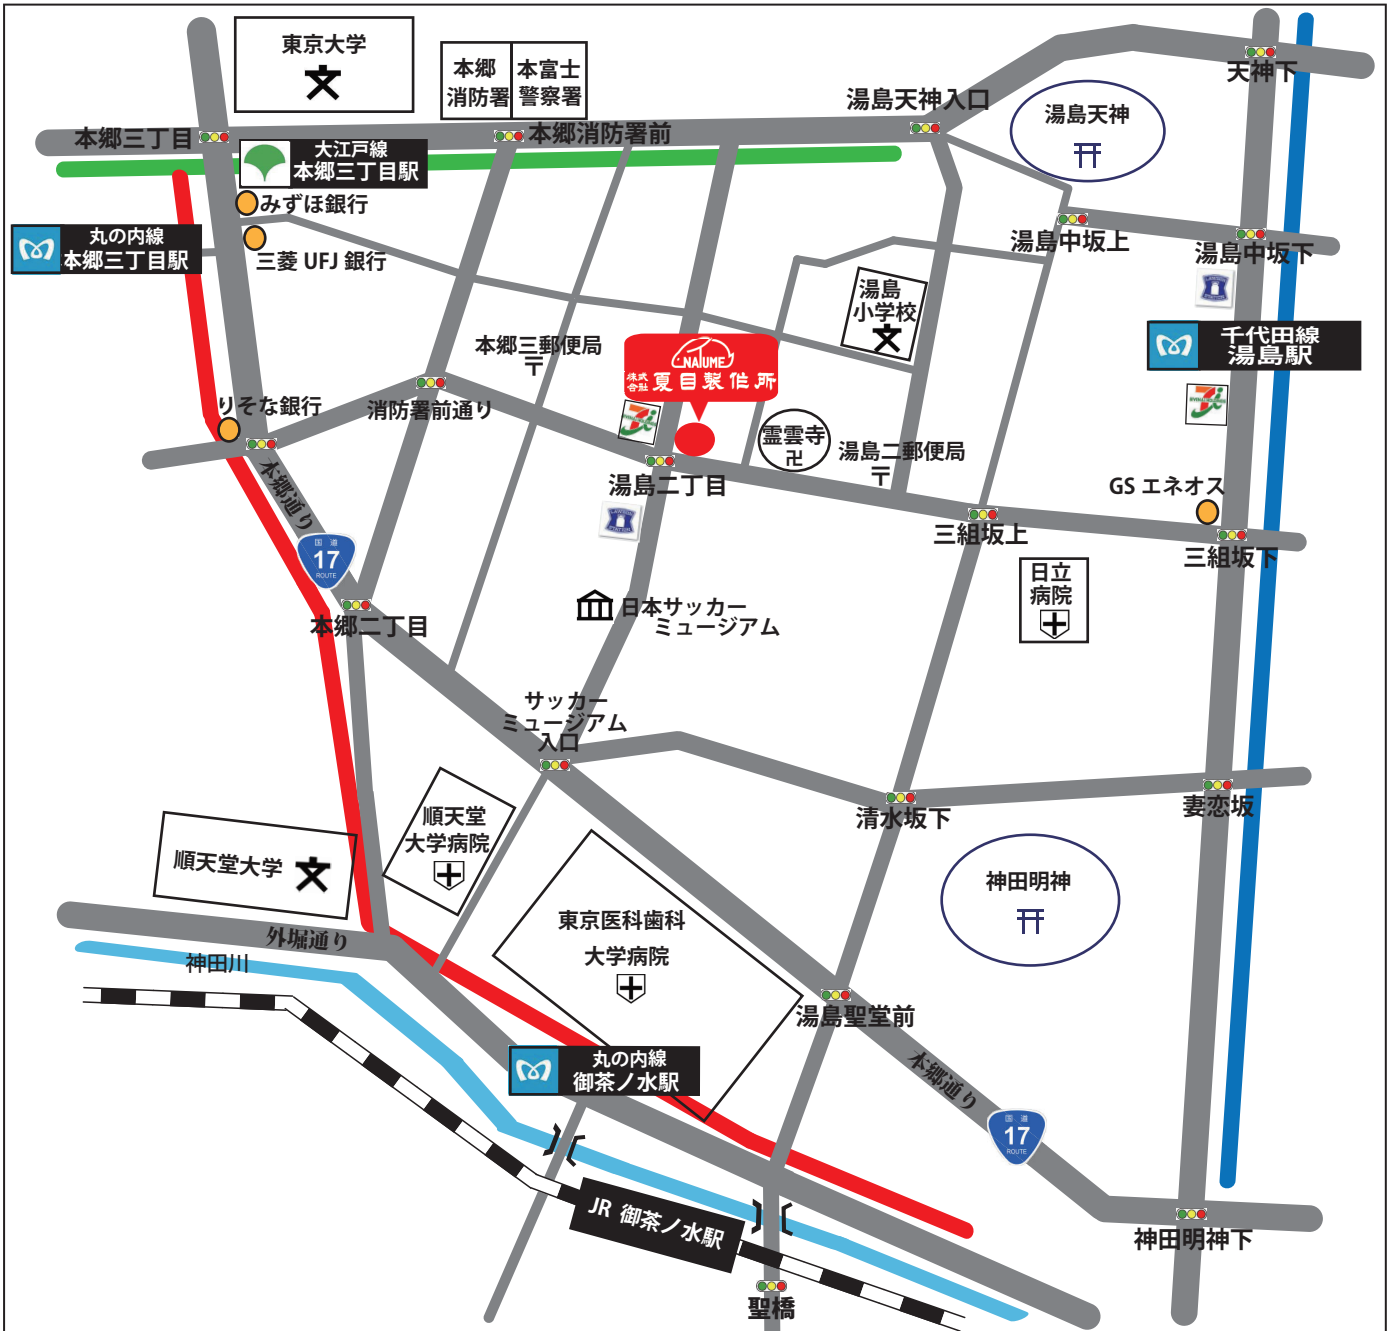 東京大学
本郷
消防署
本富士
警察署
天神下
湯島天神入口
湯島天神
本郷三丁目
本郷消防署前
大江戸線
本郷三丁目駅
みずほ銀行
丸の内線
本郷三丁目駅
三菱 UFJ 銀行
湯島中坂上
湯島中坂下
湯島
小学校
千代田線
湯島駅
本郷三郵便局
〒
NATUME
株式
会社
夏目製作所
りそな銀行
消防署前通り
霊雲寺
卍
湯島二郵便局
〒
湯島二丁目
GS エネオス
本郷通り
三組坂上
三組坂下
国道
17
ROUTE
日立
病院
本郷二丁目
日本サッカー
ミュージアム
サッカー
ミュージアム
入口
順天堂
大学病院
清水坂下
妻恋坂
順天堂大学
神田明神
東京医科歯科
大学病院
外堀通り
神田川
湯島聖堂前
丸の内線
御茶ノ水駅
本郷通り
国道
17
ROUTE
JR 御茶ノ水駅
神田明神下
聖橋